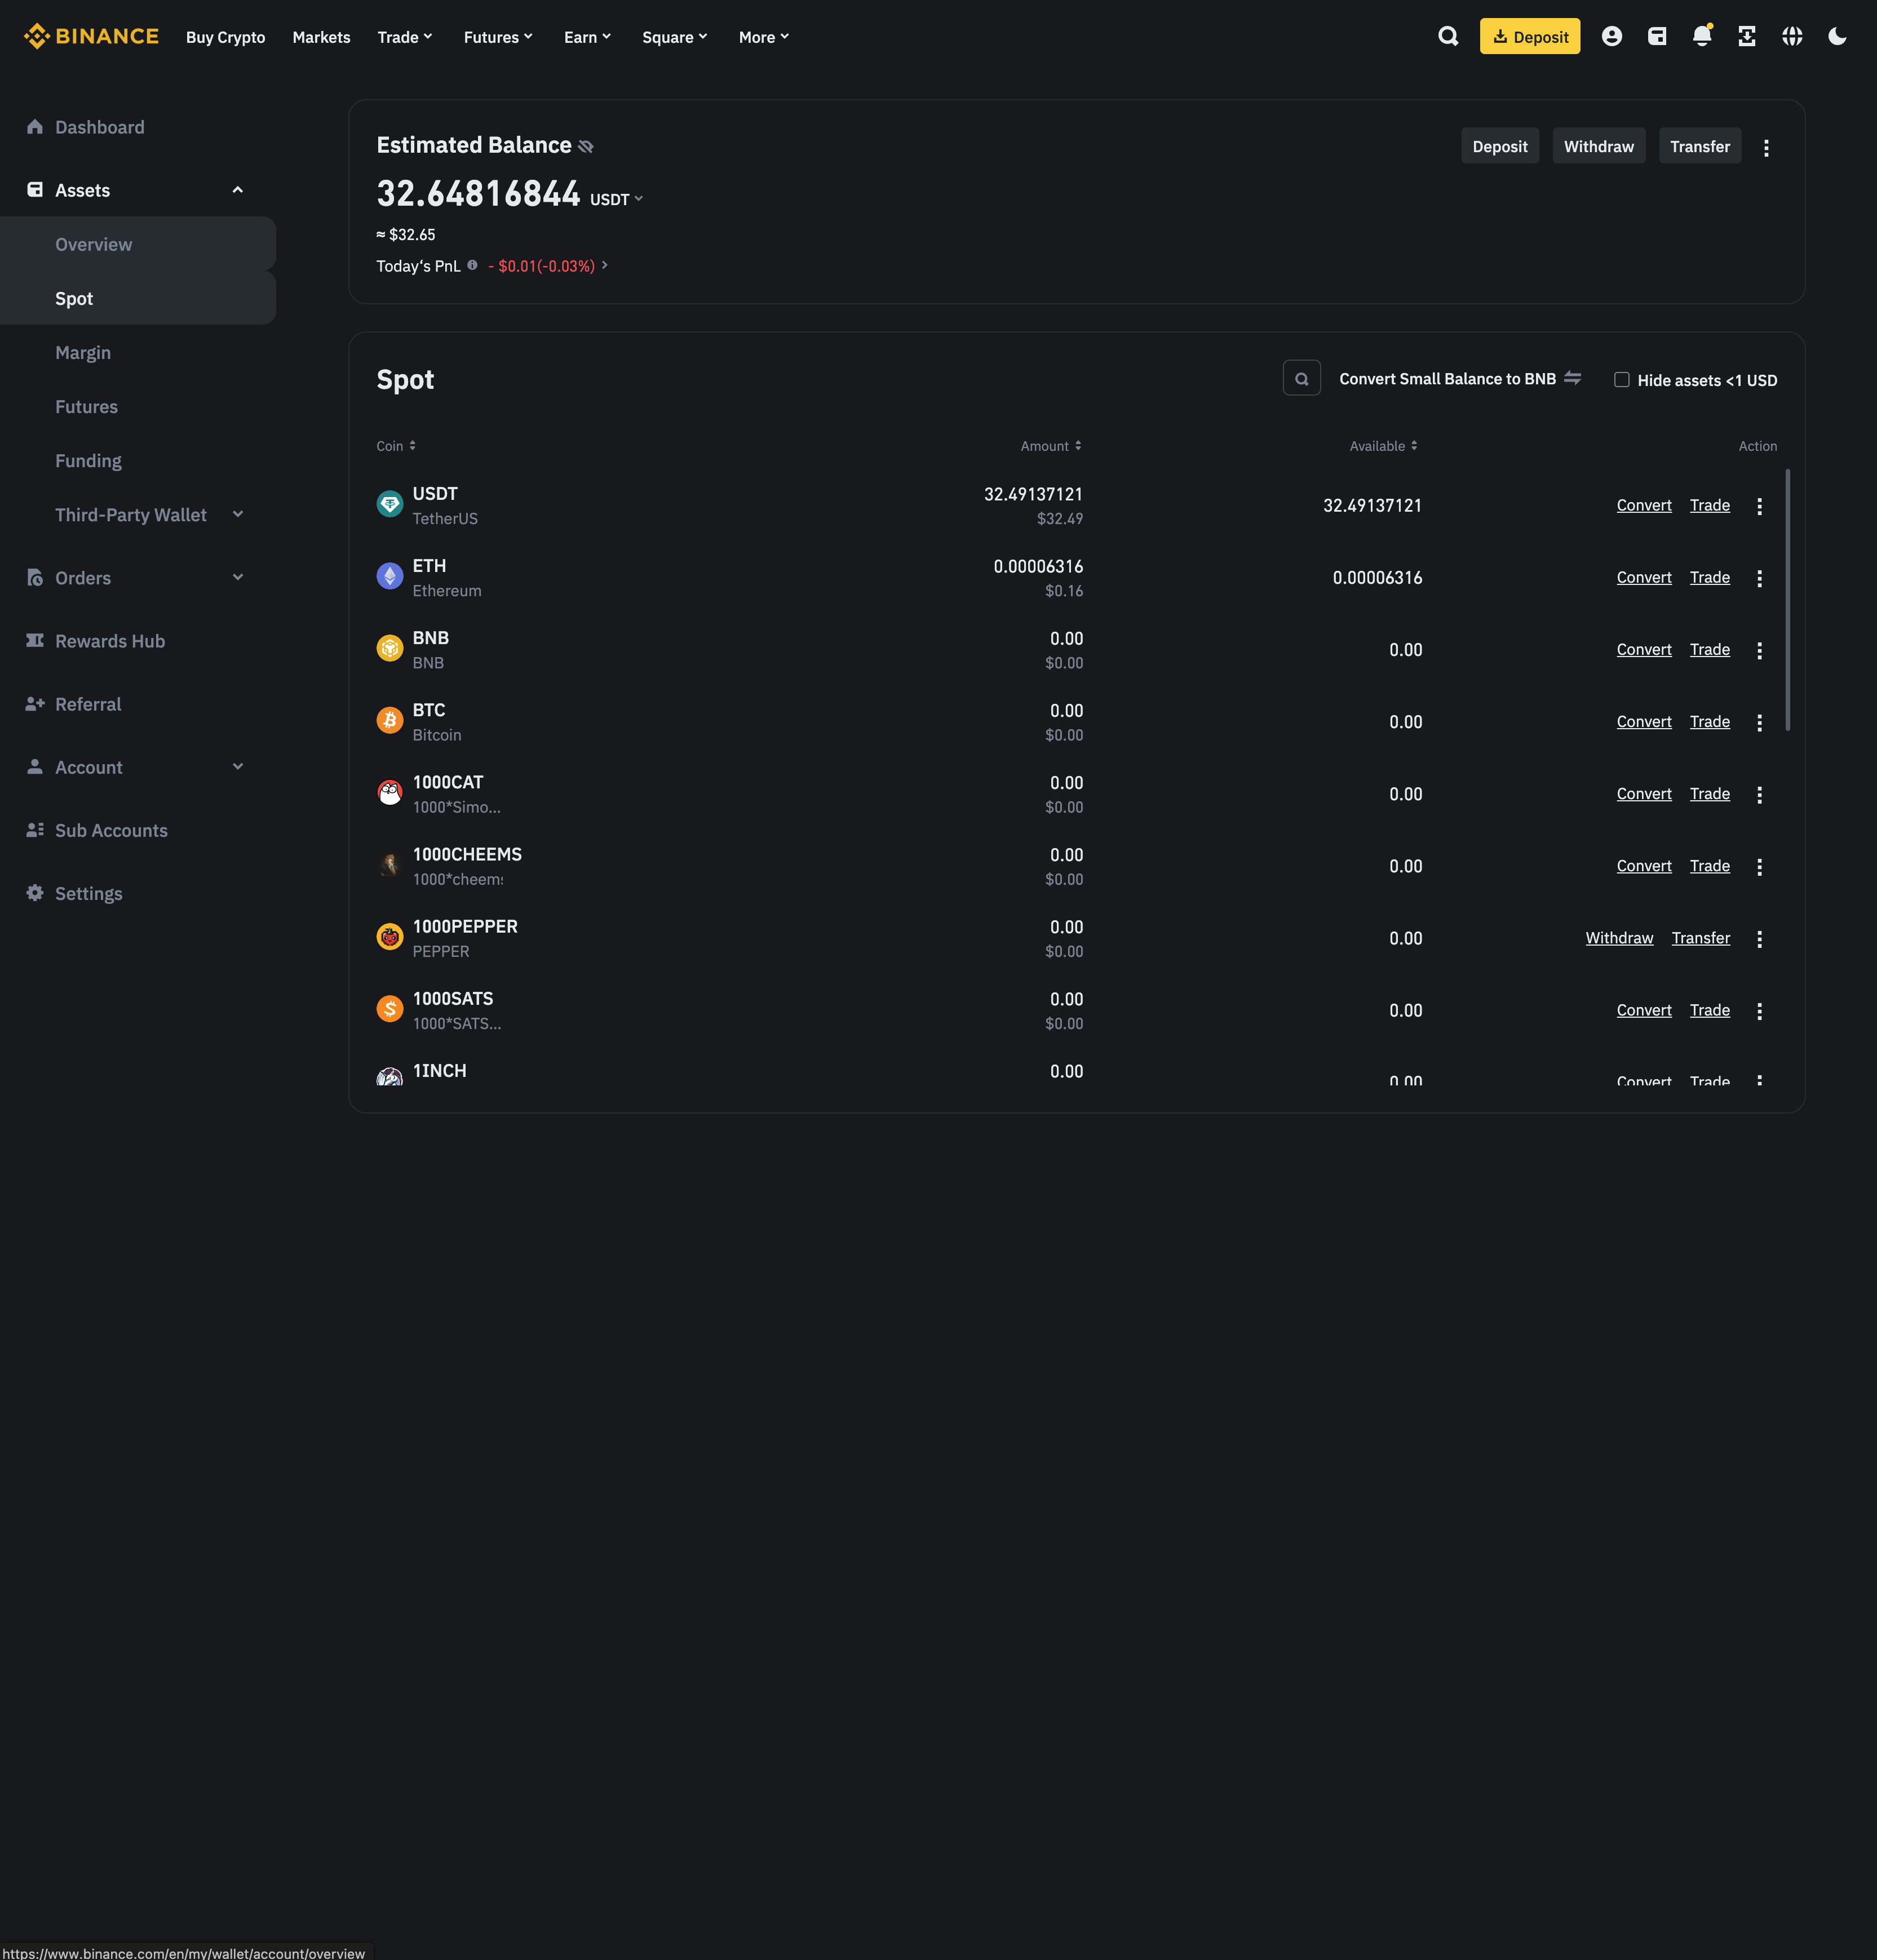 BINANCE Buy Crypto Markets Trade Futures Earn Square More Deposit
Dashboard
Assets
Overview
Spot
Margin
Futures
Funding
Third-Party Wallet
Orders
Rewards Hub
Referral
Account
Sub Accounts
Settings
Estimated Balance
Deposit Withdraw Transfer
32.64816844 USDT
≈ $32.65
Today's PnL - $0.01(-0.03%)
Spot
Convert Small Balance to BNB Hide assets <1 USD
Coin Amount Available Action
USDT 32.49137121
TetherUS $32.49
32.49137121 Convert Trade
ETH 0.00006316
Ethereum $0.16
0.00006316 Convert Trade
BNB 0.00
BNB $0.00
0.00 Convert Trade
BTC 0.00
Bitcoin $0.00
0.00 Convert Trade
1000CAT 0.00
1000*Simo... $0.00
0.00 Convert Trade
1000CHEEMS 0.00
1000*cheems $0.00
0.00 Convert Trade
1000PEPPER 0.00
PEPPER $0.00
0.00 Withdraw Transfer
1000SATS 0.00
1000*SATS... $0.00
0.00 Convert Trade
1INCH 0.00
0.00 Convert Trade
https://www.binance.com/en/my/wallet/account/overview